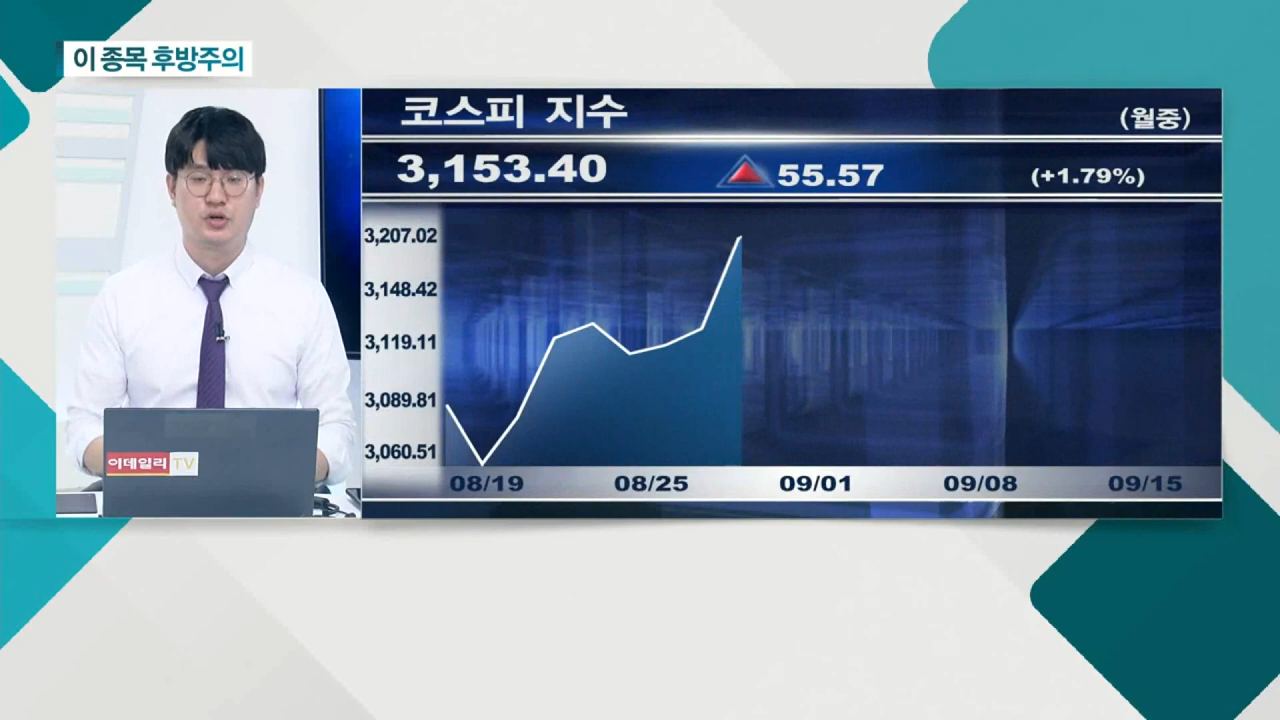 이 종목 후방주의
코스피 지수 (월중)
3,153.40 55.57 (+1.79%)
3,207.02
3,148.42
3,119.11
3,089.81
3,060.51
08/19 08/25 09/01 09/08 09/15
이데일리TV